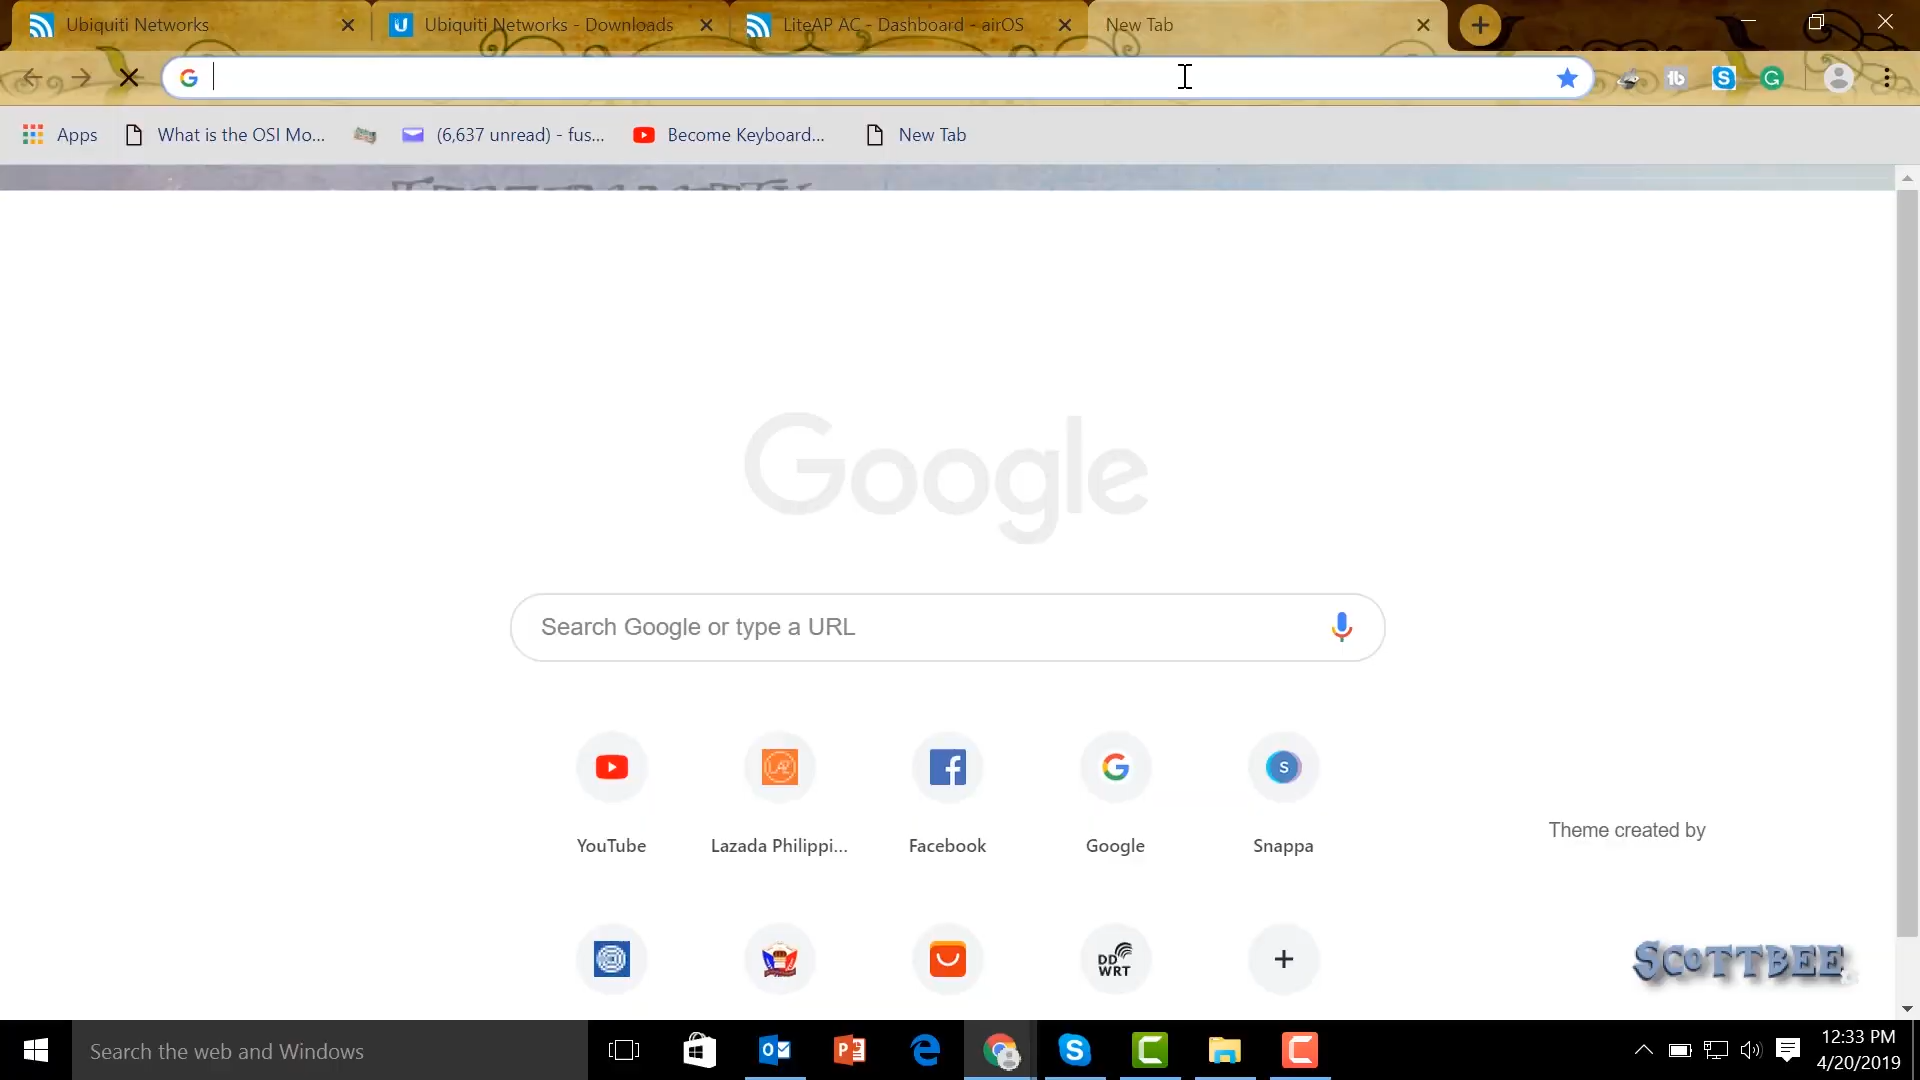 Ubiquiti Networks
Ubiquiti Networks - Downloads
LiteAP AC - Dashboard - airOS
New Tab
Apps
What is the OSI Mo...
(6,637 unread) - fus...
Become Keyboard...
New Tab
Google
Search Google or type a URL
YouTube
Lazada Philippi...
Facebook
Google
Snappa
Theme created by
DD WRT
SCOTTBEE
Search the web and Windows
12:33 PM
4/20/2019